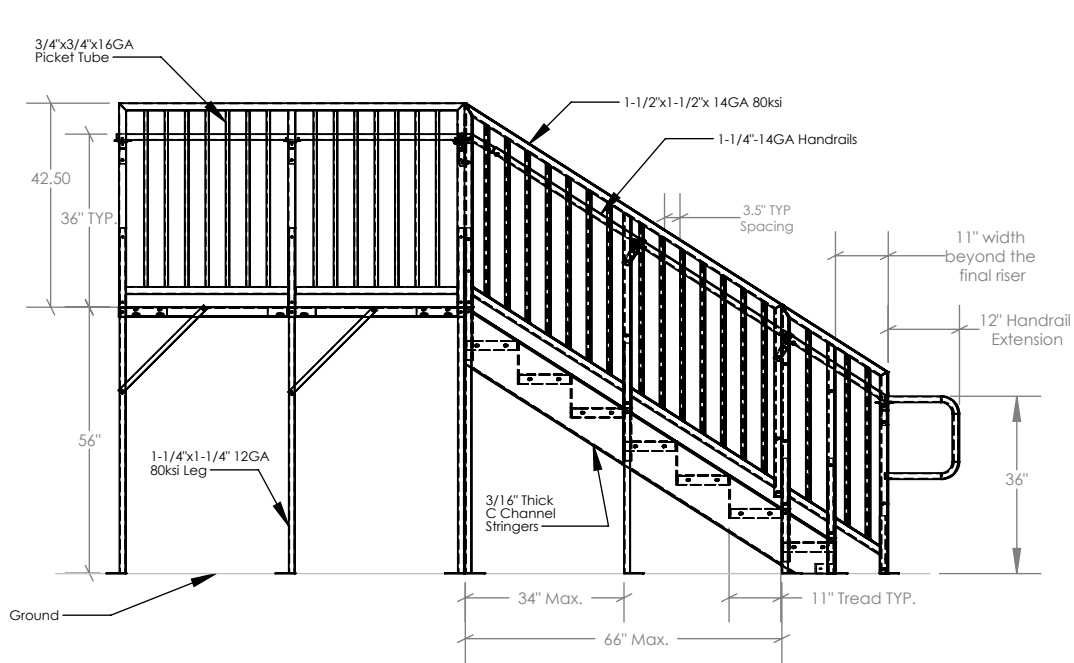 3/4"x3/4"x16GA
Picket Tube
1-1/2"x1-1/2"x 14GA 80ksi
1-1/4"-14GA Handrails
42.50
36" TYP.
3.5" TYP
Spacing
11" width
beyond the
final riser
12" Handrail
Extension
56"
1-1/4"x1-1/4" 12GA
80ksi Leg
3/16" Thick
C Channel
Stringers
36"
Ground
34" Max.
11" Tread TYP.
66" Max.